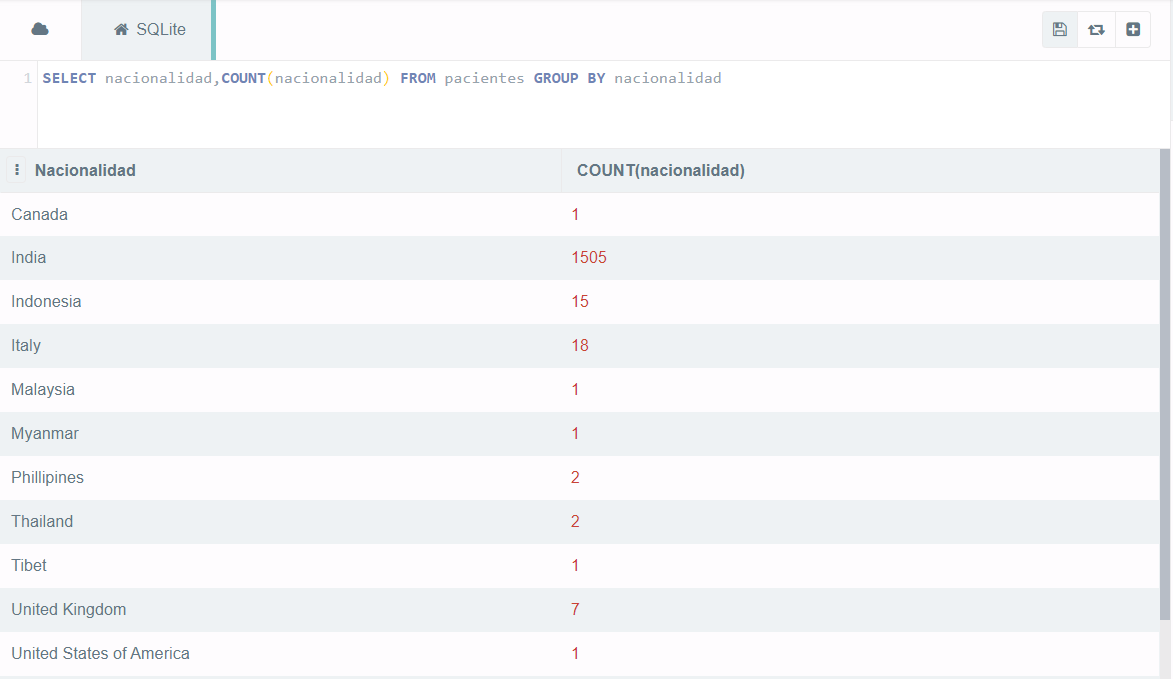 SQLite
1 SELECT nacionalidad,COUNT(nacionalidad) FROM pacientes GROUP BY nacionalidad
Nacionalidad COUNT(nacionalidad)
Canada 1
India 1505
Indonesia 15
Italy 18
Malaysia 1
Myanmar 1
Phillipines 2
Thailand 2
Tibet 1
United Kingdom 7
United States of America 1